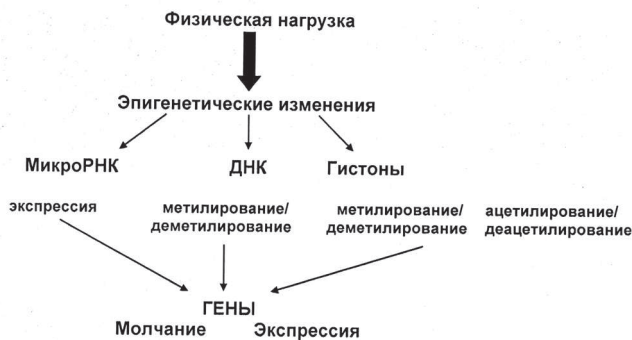 Физическая нагрузка
Эпигенетические изменения
МикроРНК ДНК Гистоны
экспрессия метилирование/ метилирование/ ацетилирование/
деметилирование деметилирование деацетилирование
ГЕНЫ
Молчание Экспрессия